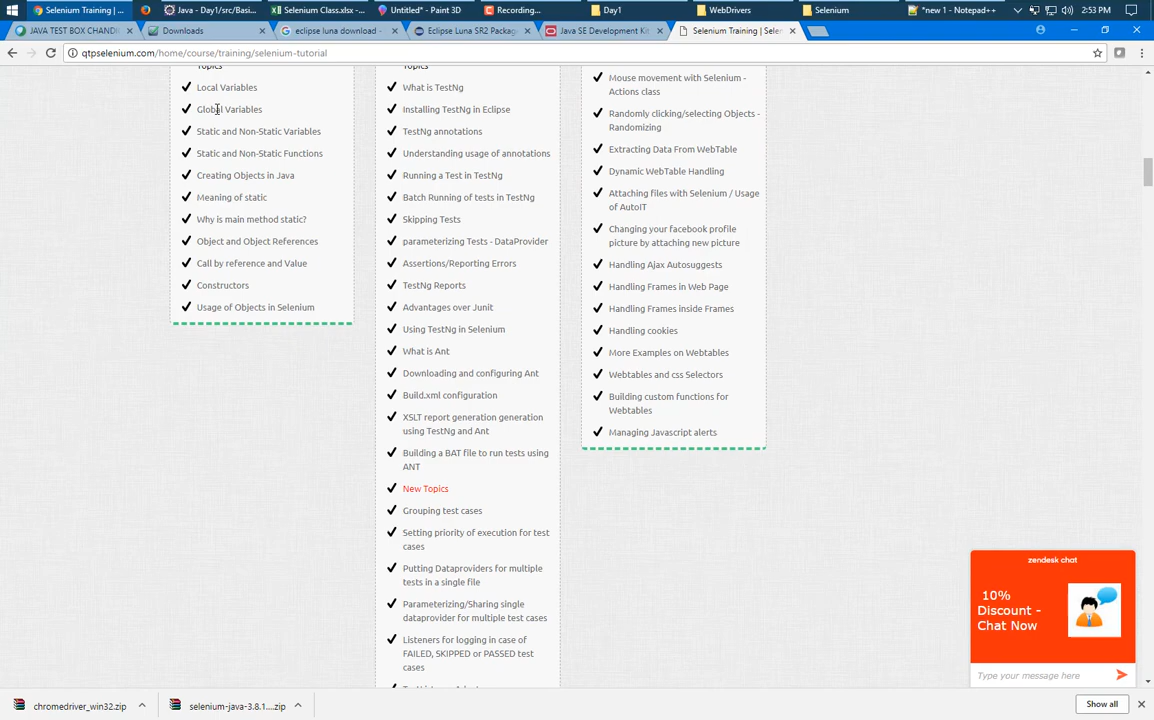 Selenium Training | ...
Java - Day1/src/Basi...
Selenium Class.xlsx -...
Untitled* - Paint 3D
Recording...
Day1
WebDrivers
Selenium
*new 1 - Notepad++
2:53 PM
JAVA TEST BOX CHANDI
Downloads
eclipse luna download -
Eclipse Luna SR2 Packag
Java SE Development Kit
Selenium Training | Sele
qtpselenium.com/home/course/training/selenium-tutorial
Topics
Local Variables
Global Variables
Static and Non-Static Variables
Static and Non-Static Functions
Creating Objects in Java
Meaning of static
Why is main method static?
Object and Object References
Call by reference and Value
Constructors
Usage of Objects in Selenium
Topics
What is TestNg
Installing TestNg in Eclipse
TestNg annotations
Understanding usage of annotations
Running a Test in TestNg
Batch Running of tests in TestNg
Skipping Tests
parameterizing Tests - DataProvider
Assertions/Reporting Errors
TestNg Reports
Advantages over Junit
Using TestNg in Selenium
What is Ant
Downloading and configuring Ant
Build.xml configuration
XSLT report generation generation
using TestNg and Ant
Building a BAT file to run tests using
ANT
New Topics
Grouping test cases
Setting priority of execution for test
cases
Putting Dataproviders for multiple
tests in a single file
Parameterizing/Sharing single
dataprovider for multiple test cases
Listeners for logging in case of
FAILED, SKIPPED or PASSED test
cases
Mouse movement with Selenium -
Actions class
Randomly clicking/selecting Objects -
Randomizing
Extracting Data From WebTable
Dynamic WebTable Handling
Attaching files with Selenium / Usage
of AutoIT
Changing your facebook profile
picture by attaching new picture
Handling Ajax Autosuggests
Handling Frames in Web Page
Handling Frames inside Frames
Handling cookies
More Examples on Webtables
Webtables and css Selectors
Building custom functions for
Webtables
Managing Javascript alerts
zendesk chat
10%
Discount -
Chat Now
Type your message here
chromedriver_win32.zip
selenium-java-3.8.1....zip
Show all